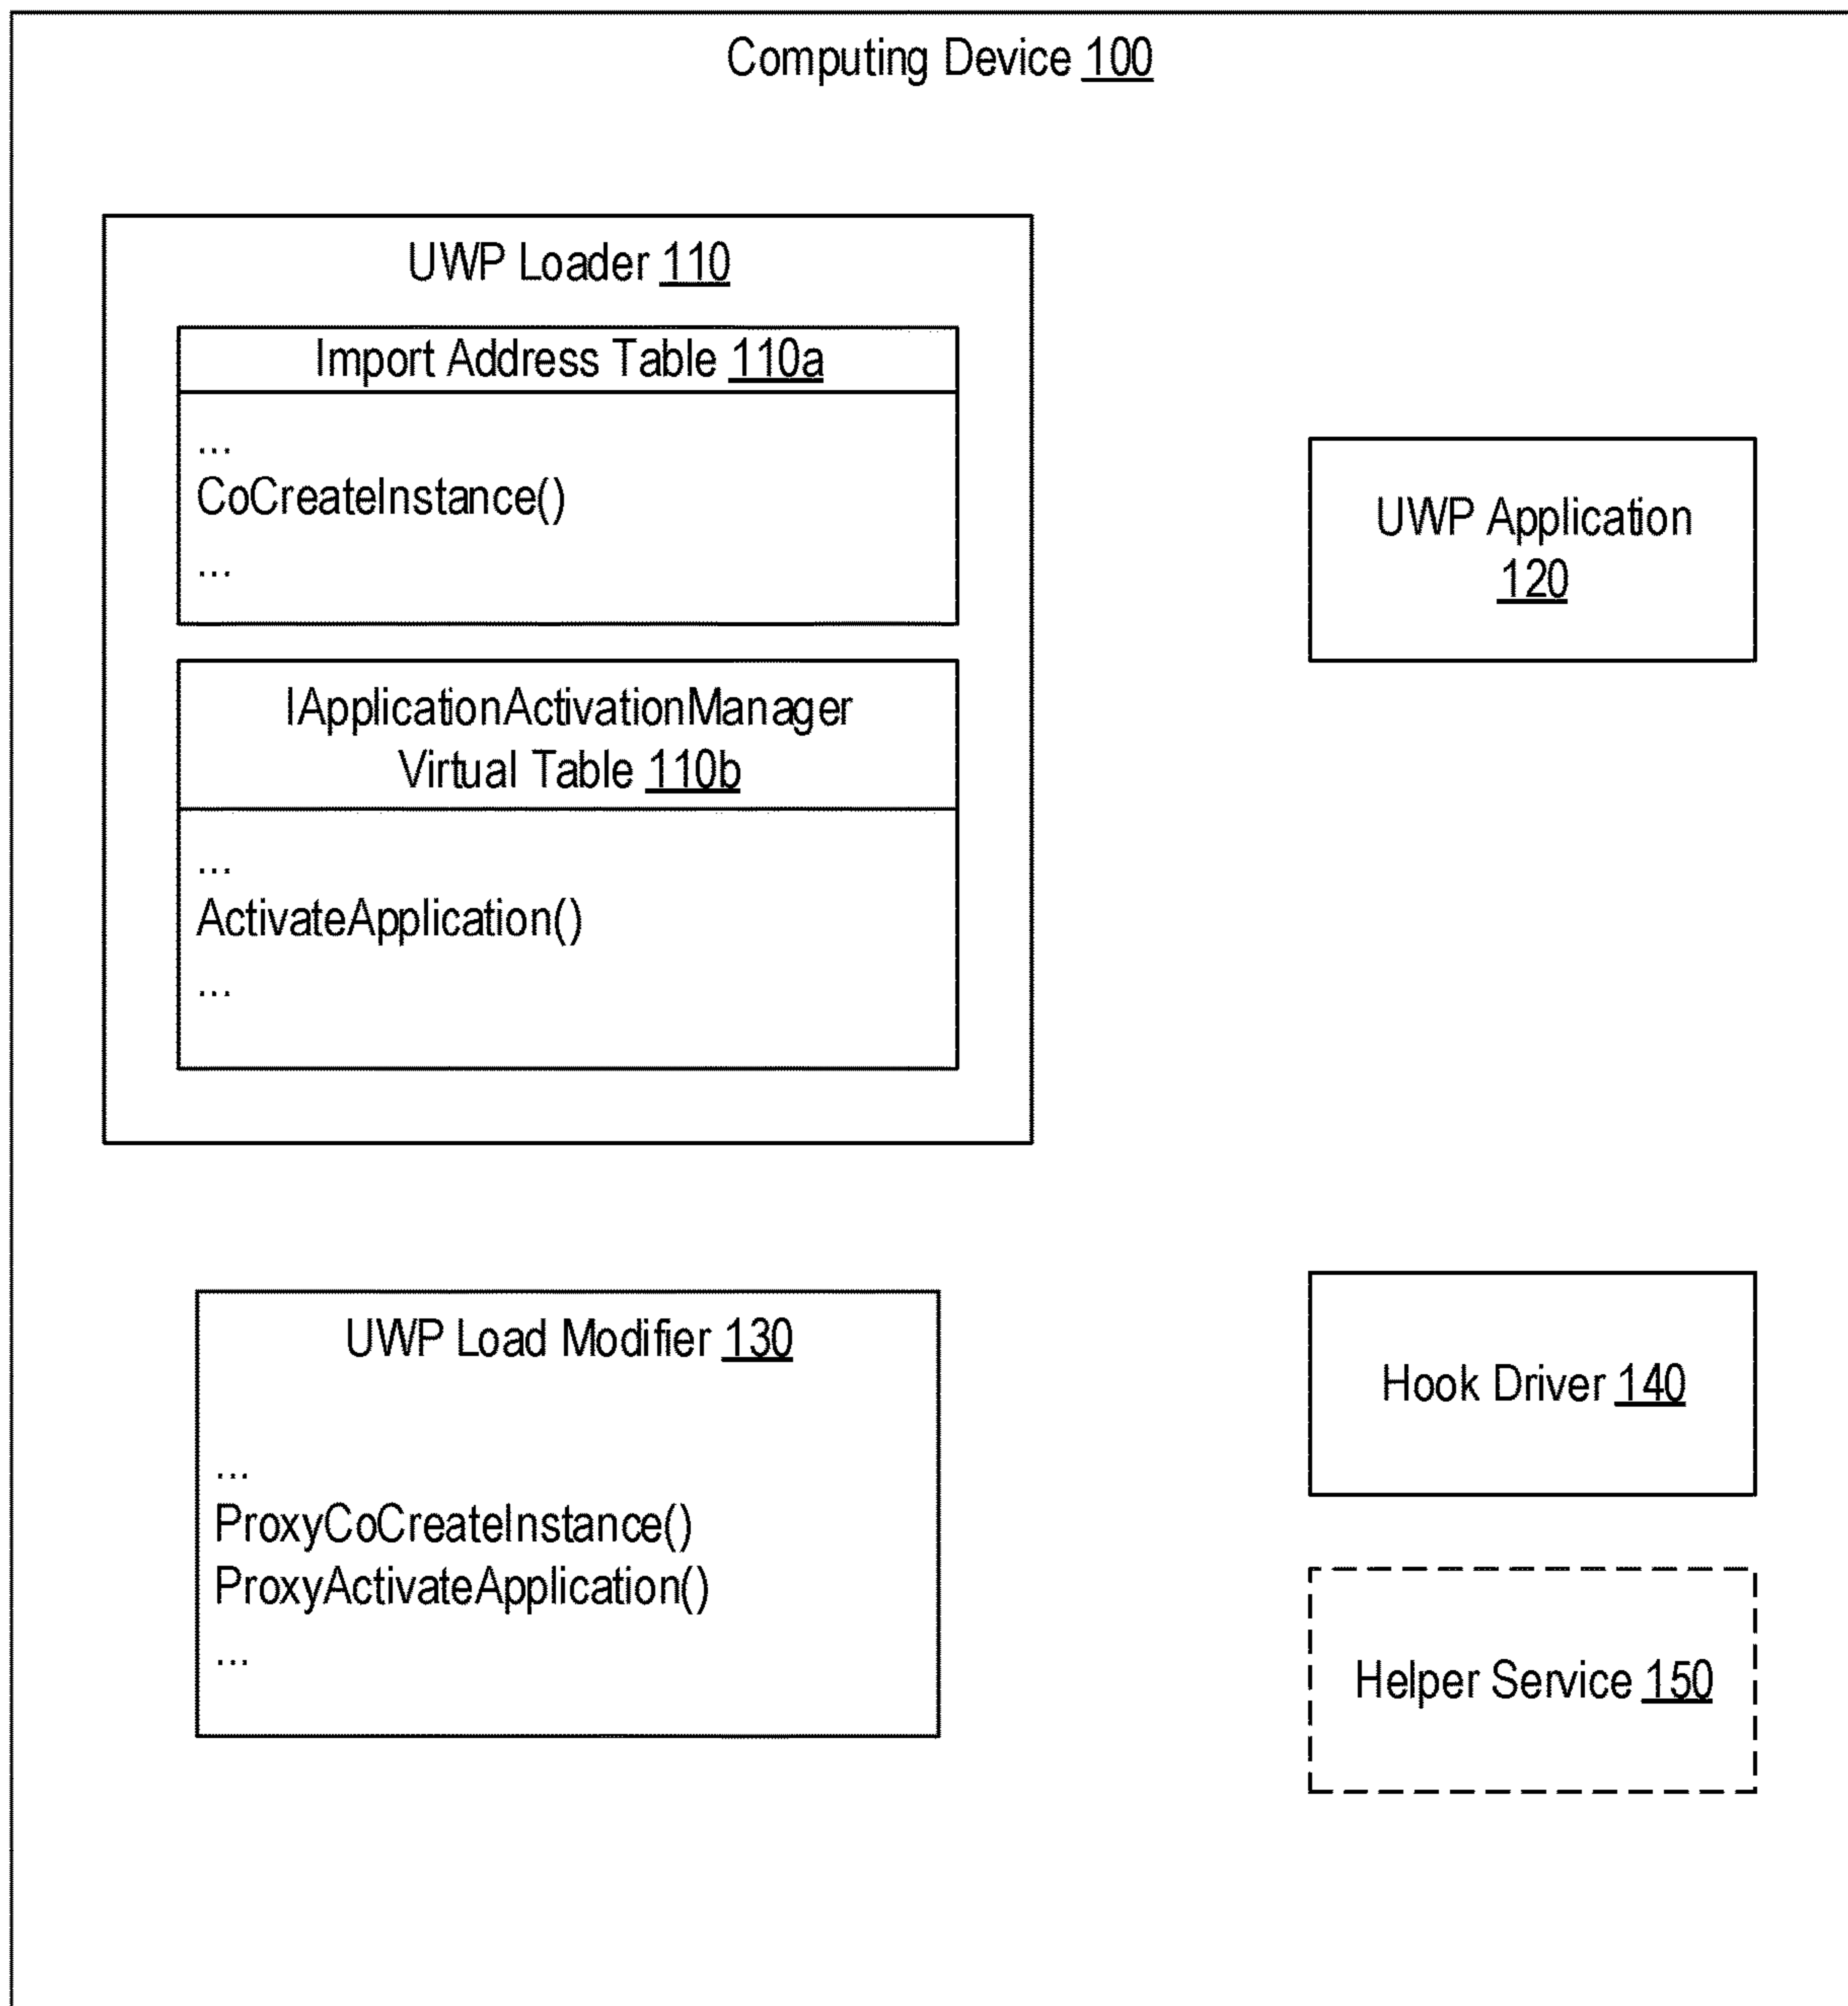 Computing Device 100
UWP Loader 110
Import Address Table 110a
...
CoCreateInstance()
...
IApplicationActivationManager
Virtual Table 110b
...
ActivateApplication()
...
UWP Application
120
UWP Load Modifier 130
...
ProxyCoCreateInstance()
ProxyActivateApplication()
...
Hook Driver 140
Helper Service 150